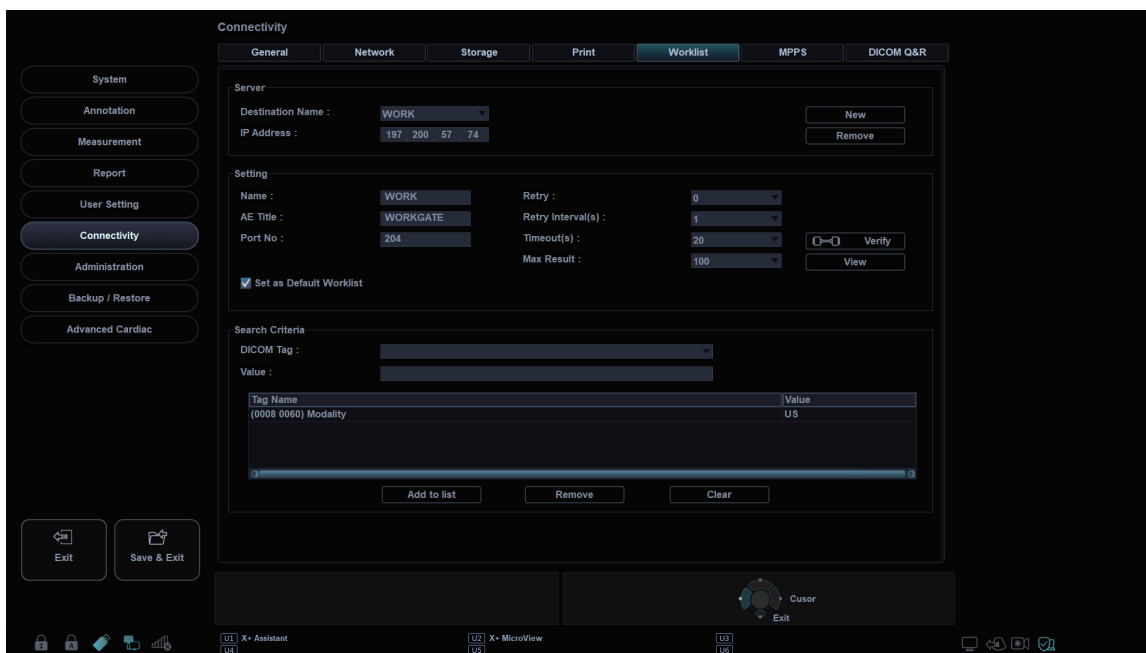 Connectivity
General Network Storage Print Worklist MPPS DICOM Q&R
System
Annotation
Measurement
Report
User Setting
Connectivity
Administration
Backup / Restore
Advanced Cardiac
Exit
Save & Exit
Server
Destination Name : WORK New
IP Address : 197 . 200 . 57 . 74 Remove
Setting
Name : WORK Retry : 0
AE Title : WORKGATE Retry Interval(s) : 1
Port No : 204 Timeout(s) : 20 Verify
Max Result : 100 View
Set as Default Worklist
Search Criteria
DICOM Tag :
Value :
Tag Name Value
(0008 0060) Modality US
Add to list Remove Clear
Cusor
Exit
1 A
U1 X+ Assistant U2 X+ MicroView U3
U4 U5 U6